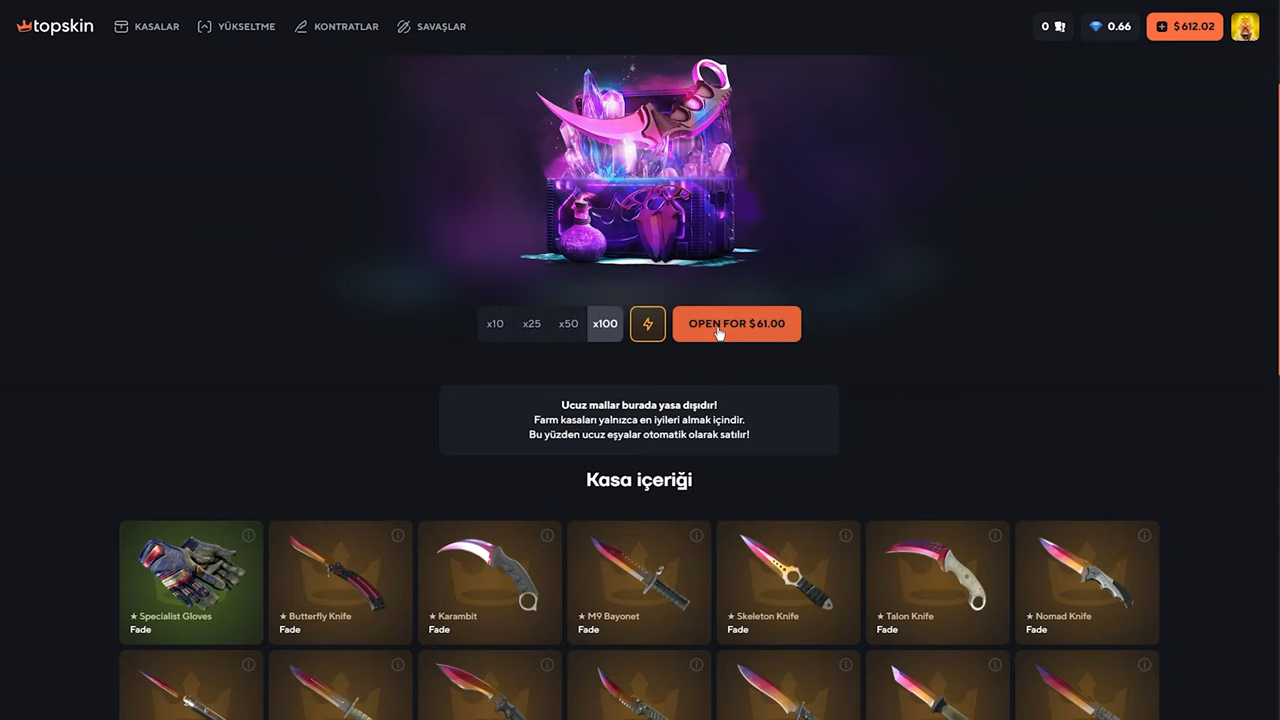 topskin
KASALAR
YÜKSELTME
KONTRATLAR
SAVAŞLAR
0
0.66
$612.02
x10
x25
x50
x100
OPEN FOR $61.00
Ucuz mallar burada yasa dışıdır!
Farm kasaları yalnızca en iyileri almak içindir.
Bu yüzden ucuz eşyalar otomatik olarak satılır!
Kasa içeriği
★ Specialist Gloves
Fade
★ Butterfly Knife
Fade
★ Karambit
Fade
★ M9 Bayonet
Fade
★ Skeleton Knife
Fade
★ Talon Knife
Fade
★ Nomad Knife
Fade